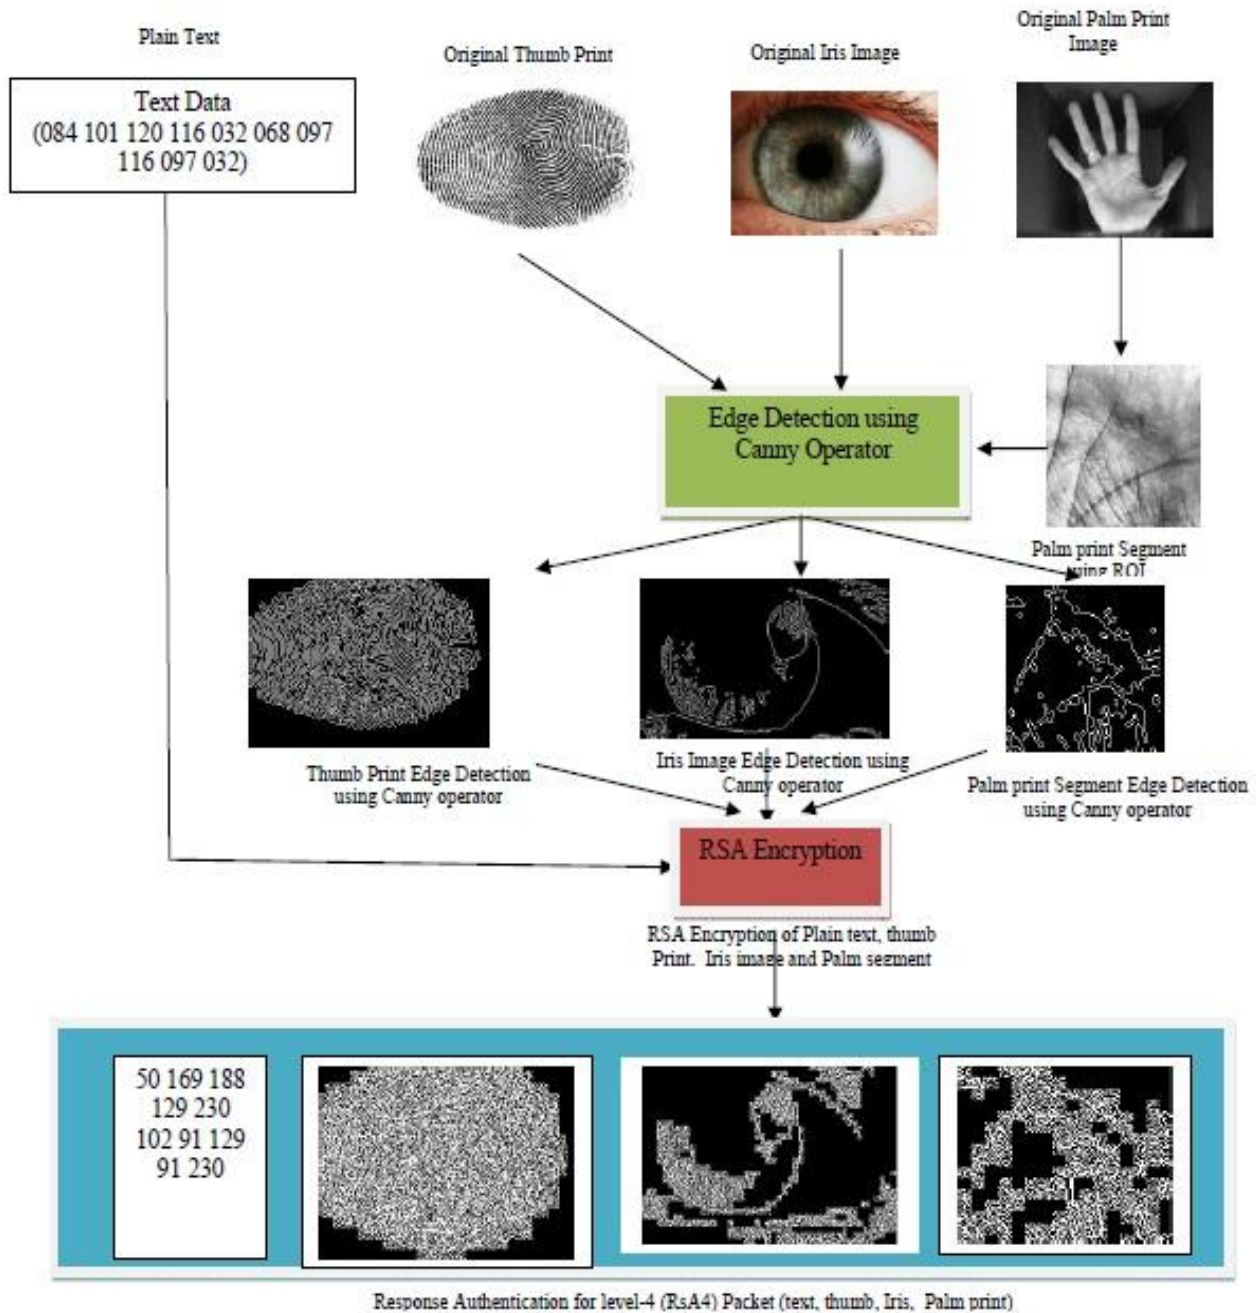 Plain Text
Original Thumb Print
Original Iris Image
Original Palm Print
Image
Text Data
(084 101 120 116 032 068 097
116 097 032)
Edge Detection using
Canny Operator
Palm print Segment
using ROI
Thumb Print Edge Detection
using Canny operator
Iris Image Edge Detection using
Canny operator
Palm print Segment Edge Detection
using Canny operator
RSA Encryption
RSA Encryption of Plain text, thumb
Print. Iris image and Palm segment
50 169 188
129 230
102 91 129
91 230
Response Authentication for level-4 (RsA4) Packet (text, thumb, Iris, Palm print)